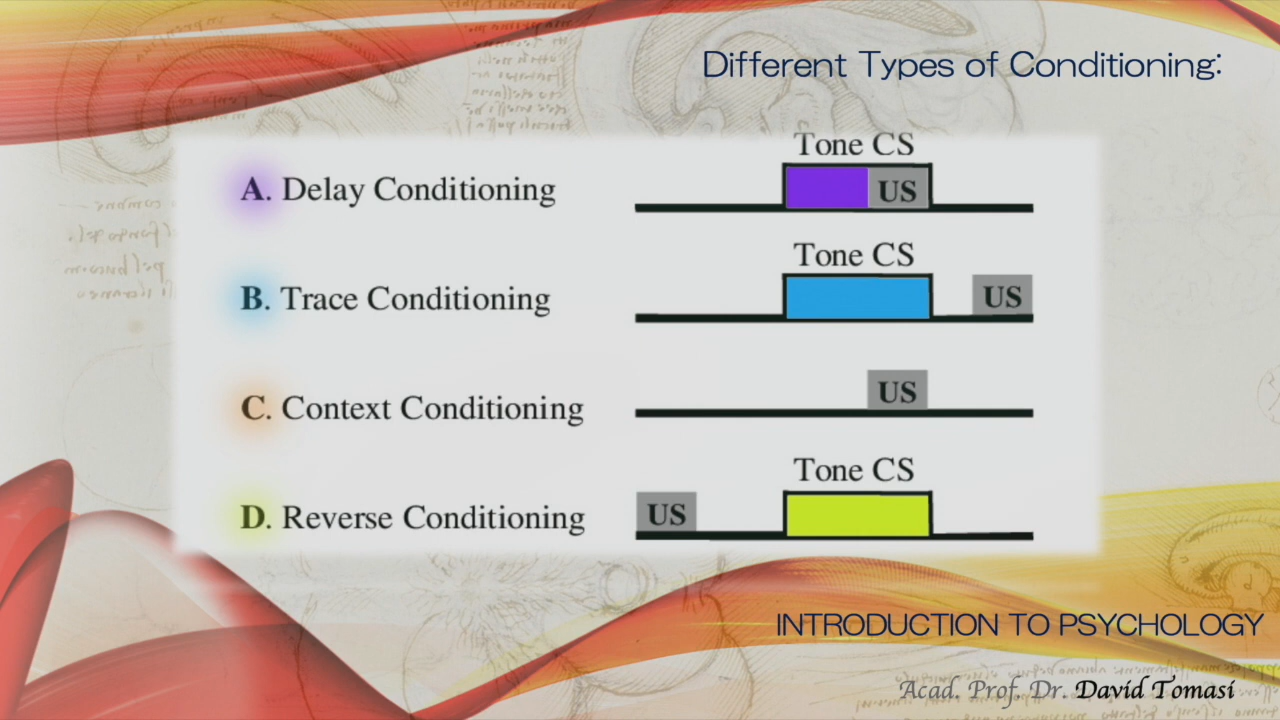 Different Types of Conditioning:
Tone CS
A. Delay Conditioning
US
Tone CS
B. Trace Conditioning
US
C. Context Conditioning
US
Tone CS
D. Reverse Conditioning
US
INTRODUCTION TO PSYCHOLOGY
Acad. Prof. Dr. David Tomasi